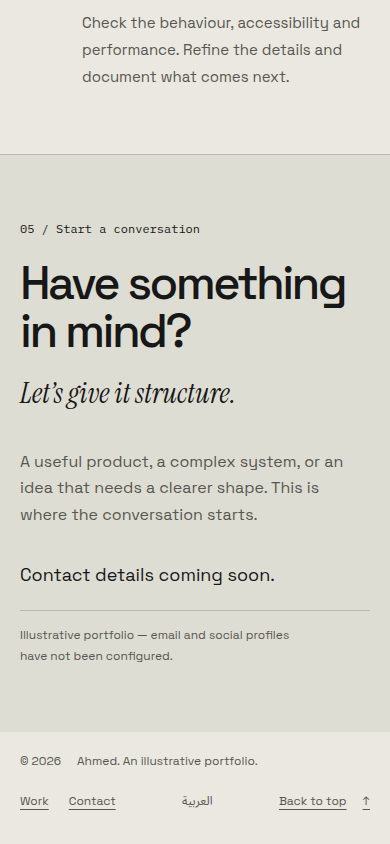 Check the behaviour, accessibility and
performance. Refine the details and
document what comes next.
05 / Start a conversation
Have something
in mind?
Let’s give it structure.
A useful product, a complex system, or an
idea that needs a clearer shape. This is
where the conversation starts.
Contact details coming soon.
Illustrative portfolio — email and social profiles
have not been configured.
© 2026 Ahmed. An illustrative portfolio.
Work Contact العربية Back to top ↑